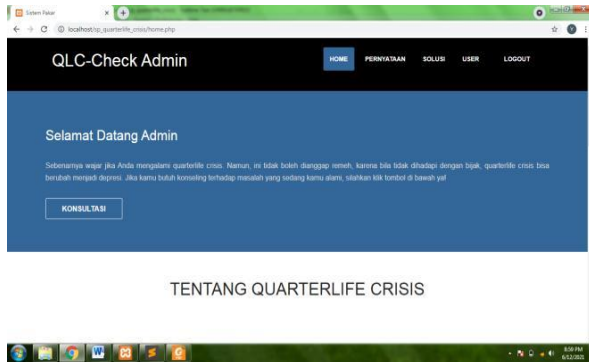 Sistem Pakar
localhost/sp_quarterlife_crisis/home.php
QLC-Check Admin
HOME PERNYATAAN SOLUSI USER LOGOUT
Selamat Datang Admin
Sebenarnya wajar jika Anda mengalami quarterlife crisis. Namun, ini tidak boleh dianggap remeh, karena bila tidak dihadapi dengan bijak, quarterlife crisis bisa
berubah menjadi depresi. Jika kamu butuh konseling terhadap masalah yang sedang kamu alami, silahkan klik tombol di bawah ya!
KONSULTASI
TENTANG QUARTERLIFE CRISIS
8:59 PM
6/12/2021